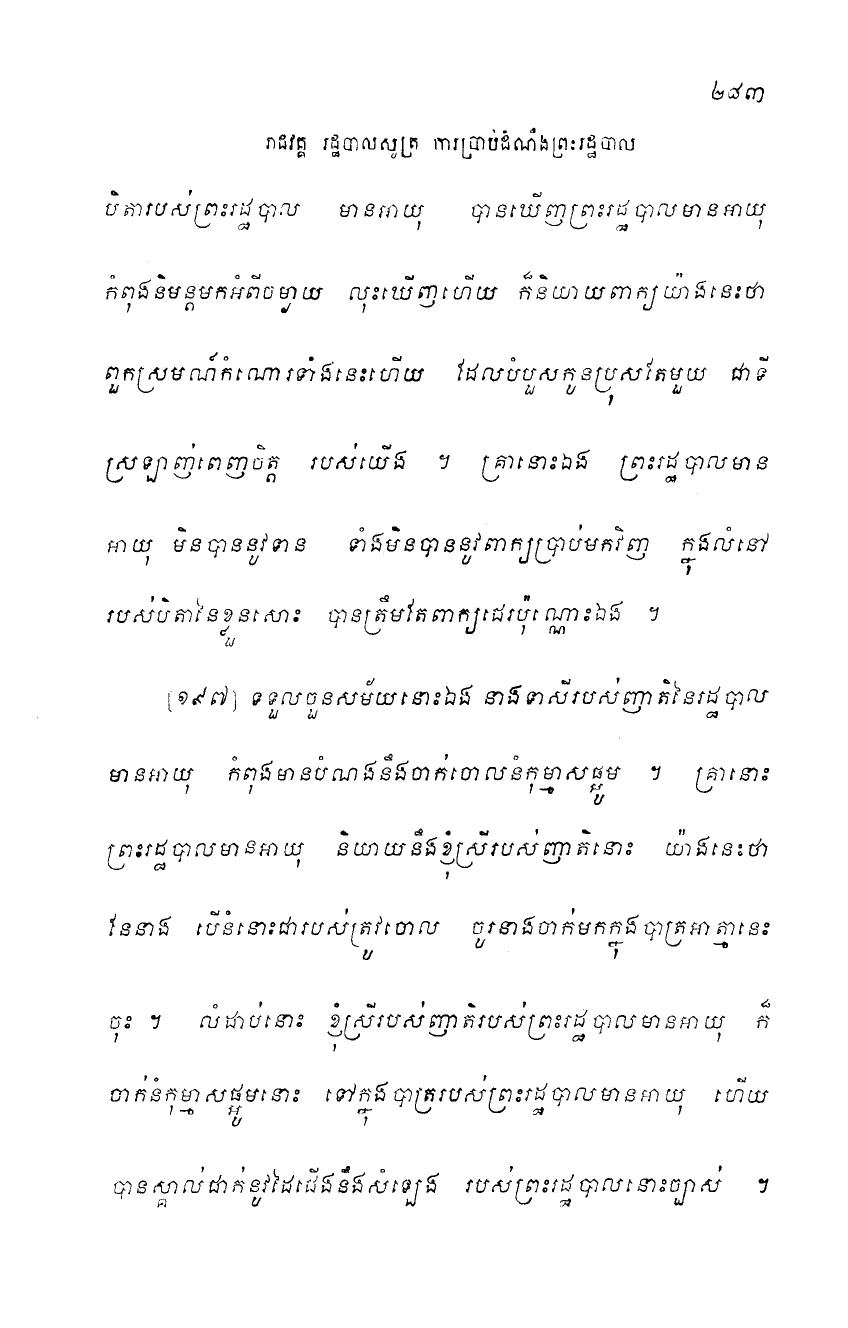 ២៨៣
រាជវគ្គ រដ្ឋបាលសូត្រ ការប្រាប់ដំណឹងព្រះរដ្ឋបាល
បិតារបស់ព្រះរដ្ឋបាល មានអាយុ បានឃើញព្រះរដ្ឋបាលមានអាយុ
កំពុងនិមន្តមកអំពីចម្ងាយ លុះឃើញហើយ ក៏និយាយពាក្យយ៉ាងនេះថា
ពួកស្រមណ៍កំណោរទាំងនេះហើយ ដែលបំបួសកូនប្រុសតែមួយ ជាទី
ស្រឡាញ់ពេញចិត្ត របស់យើង ។ គ្រានោះឯង ព្រះរដ្ឋបាលមាន
អាយុ មិនបាននូវទាន ទាំងមិនបាននូវពាក្យប្រាប់មកវិញ ក្នុងលំនៅ
របស់បិតានៃខ្លួនសោះ បានត្រឹមតែពាក្យជេរប៉ុណ្ណោះឯង ។
[១៩៧] ទទួលចួនសម័យនោះឯង នាងទាសីរបស់ញាតិនៃរដ្ឋបាល
មានអាយុ កំពុងមានបំណងនឹងចាក់ចោលនំកុម្មាសផ្អូម ។ គ្រានោះ
ព្រះរដ្ឋបាលមានអាយុ និយាយនឹងខ្ញុំស្រីរបស់ញាតិនោះ យ៉ាងនេះថា
នែនាង បើនំនោះជារបស់ត្រូវចោល ចូរនាងចាក់មកក្នុងបាត្រអាត្មានេះ
ចុះ ។ លំដាប់នោះ ខ្ញុំស្រីរបស់ញាតិរបស់ព្រះរដ្ឋបាលមានអាយុ ក៏
ចាក់នំកុម្មាសផ្អូមនោះ ទៅក្នុងបាត្ររបស់ព្រះរដ្ឋបាលមានអាយុ ហើយ
បានស្គាល់ជាក់នូវដៃជើងនឹងសំឡេង របស់ព្រះរដ្ឋបាលនោះច្បាស់ ។